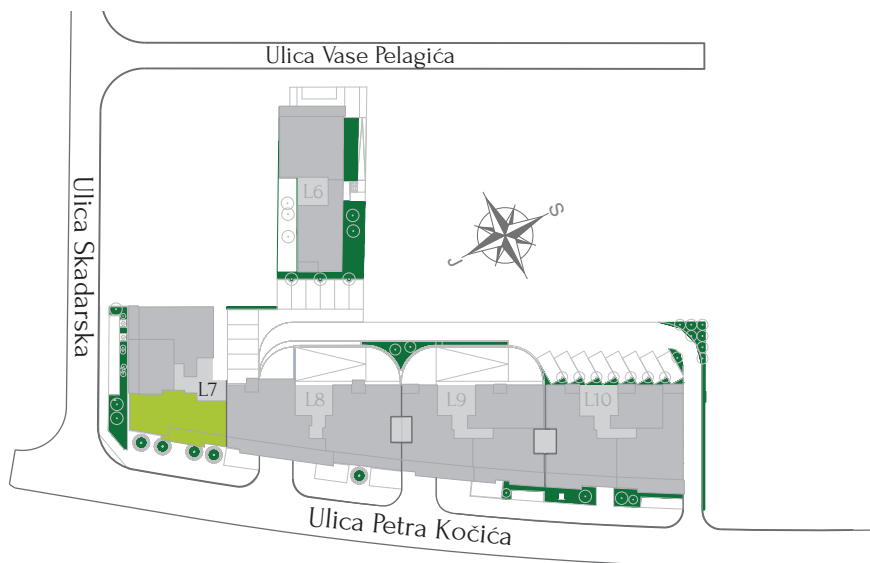 Ulica Vase Pelagića
L6
S
J
Ulica Skadarska
L7
L8
L9
L10
Ulica Petra Kočića